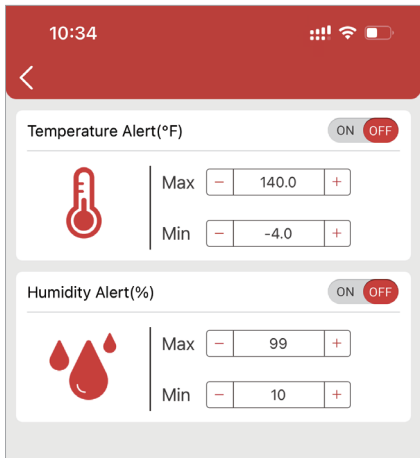 10:34
Temperature Alert(°F) ON OFF
Max − 140.0 +
Min − -4.0 +
Humidity Alert(%) ON OFF
Max − 99 +
Min − 10 +